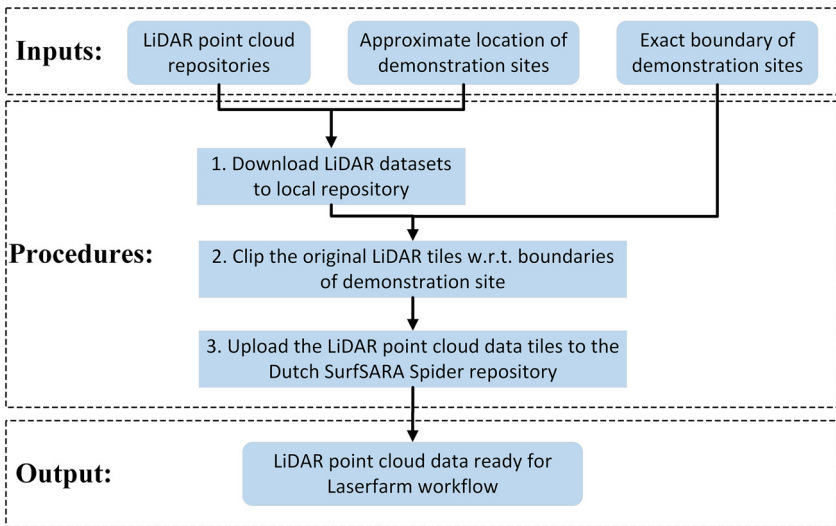 Inputs:
LiDAR point cloud
repositories
Approximate location of
demonstration sites
Exact boundary of
demonstration sites
Procedures:
1. Download LiDAR datasets
to local repository
2. Clip the original LiDAR tiles w.r.t. boundaries
of demonstration site
3. Upload the LiDAR point cloud data tiles to the
Dutch SurfSARA Spider repository
Output:
LiDAR point cloud data ready for
Laserfarm workflow